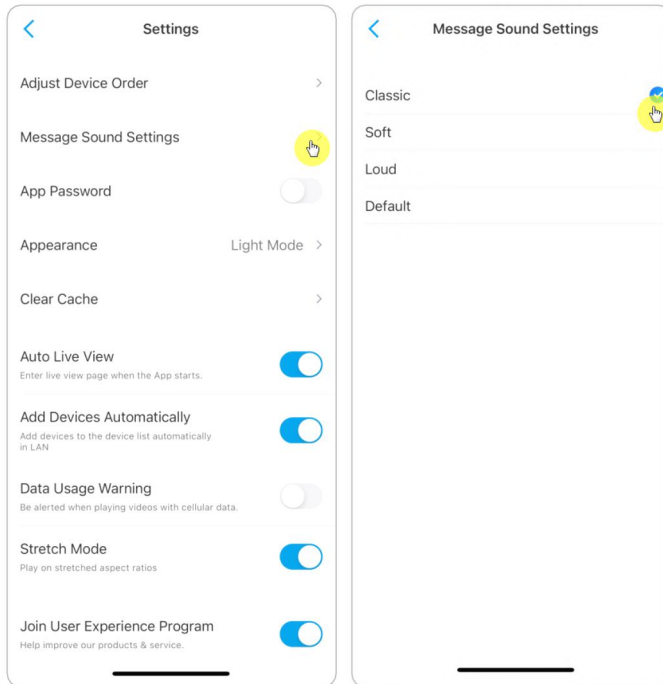 Settings
Adjust Device Order
Message Sound Settings
App Password
Appearance
Light Mode
Clear Cache
Auto Live View
Enter live view page when the App starts.
Add Devices Automatically
Add devices to the device list automatically
in LAN
Data Usage Warning
Be alerted when playing videos with cellular data.
Stretch Mode
Play on stretched aspect ratios
Join User Experience Program
Help improve our products & service.
Message Sound Settings
Classic
Soft
Loud
Default